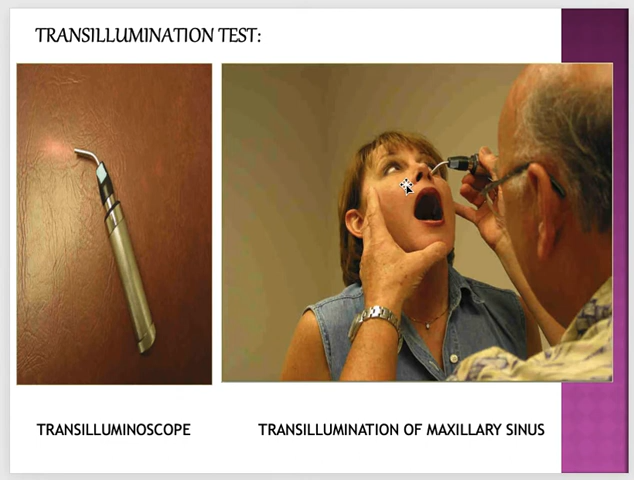 TRANSILLUMINATION TEST:
TRANSILLUMINOSCOPE
TRANSILLUMINATION OF MAXILLARY SINUS